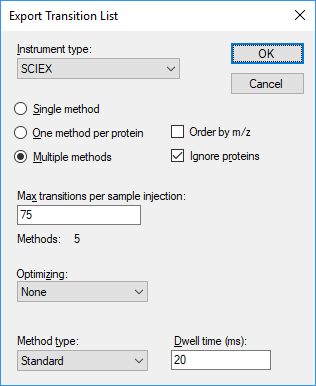 Export Transition List
Instrument type:
SCIEX
OK
Cancel
Single method
One method per protein
Order by m/z
Multiple methods
Ignore proteins
Max transitions per sample injection:
75
Methods: 5
Optimizing:
None
Method type:
Dwell time (ms):
Standard
20